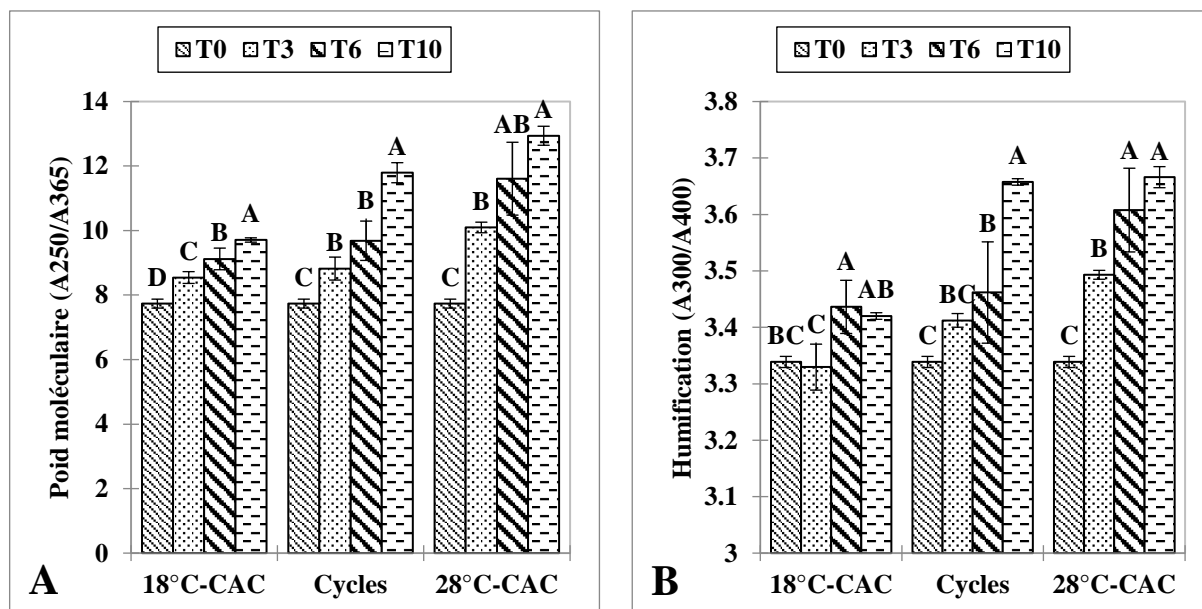 T0 T3 T6 T10
Poid moléculaire (A250/A365)
14
12
10
8
6
4
2
0
D C B A
C B B A
C B AB A
18°C-CAC Cycles 28°C-CAC
A
T0 T3 T6 T10
Humification (A300/A400)
3.8
3.7
3.6
3.5
3.4
3.3
3.2
3.1
3
BC C A AB
C BC B A
C B A A
18°C-CAC Cycles 28°C-CAC
B